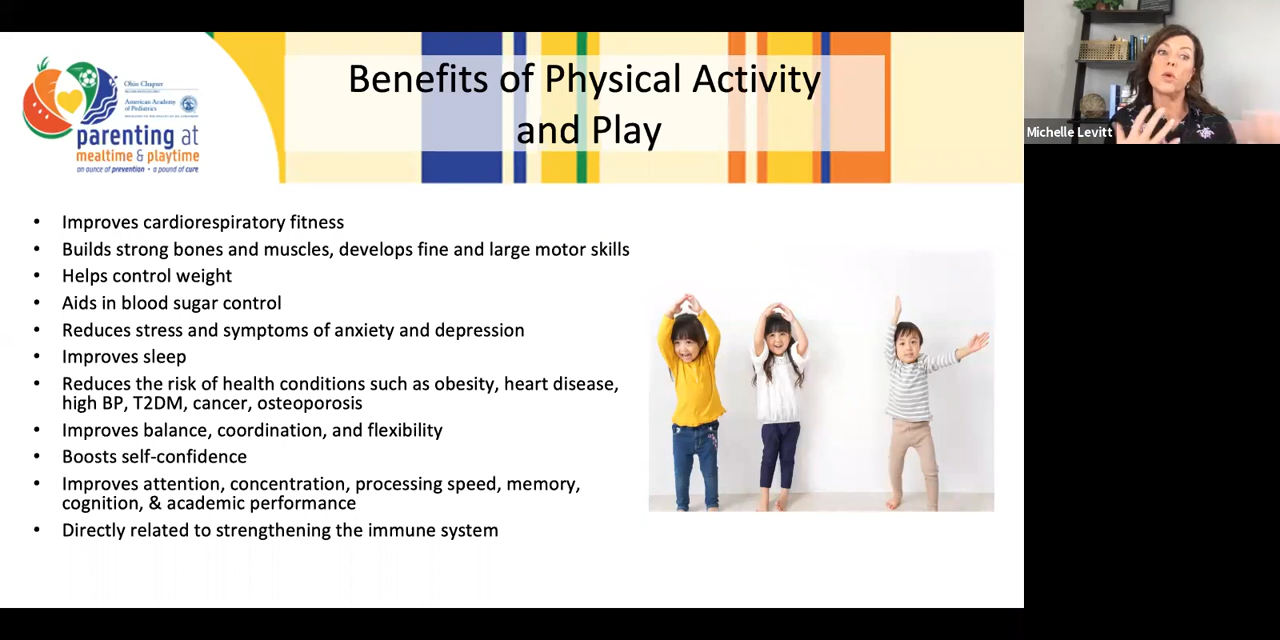 Ohio Chapter
American Academy
of Pediatrics
parenting at
mealtime & playtime
an ounce of prevention • a pound of cure
Benefits of Physical Activity
and Play
Michelle Levitt
• Improves cardiorespiratory fitness
• Builds strong bones and muscles, develops fine and large motor skills
• Helps control weight
• Aids in blood sugar control
• Reduces stress and symptoms of anxiety and depression
• Improves sleep
• Reduces the risk of health conditions such as obesity, heart disease,
high BP, T2DM, cancer, osteoporosis
• Improves balance, coordination, and flexibility
• Boosts self-confidence
• Improves attention, concentration, processing speed, memory,
cognition, & academic performance
• Directly related to strengthening the immune system